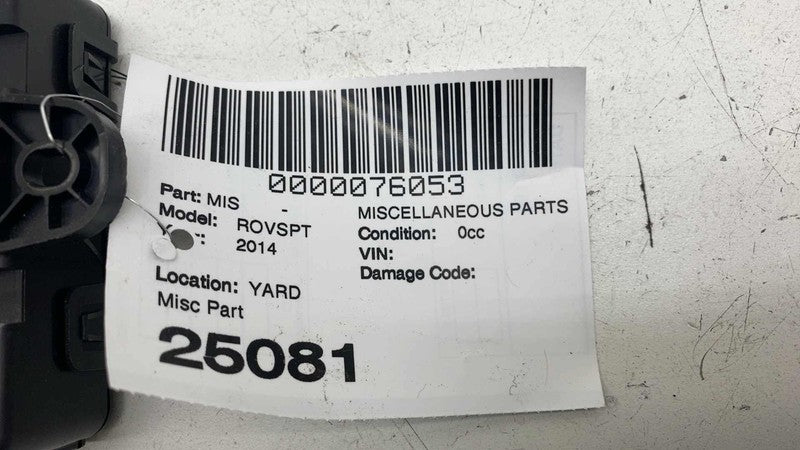 0000076053
Part: MIS - MISCELLANEOUS PARTS
Model: ROVSPT Condition: 0cc
2014 VIN:
Location: YARD Damage Code:
Misc Part
25081